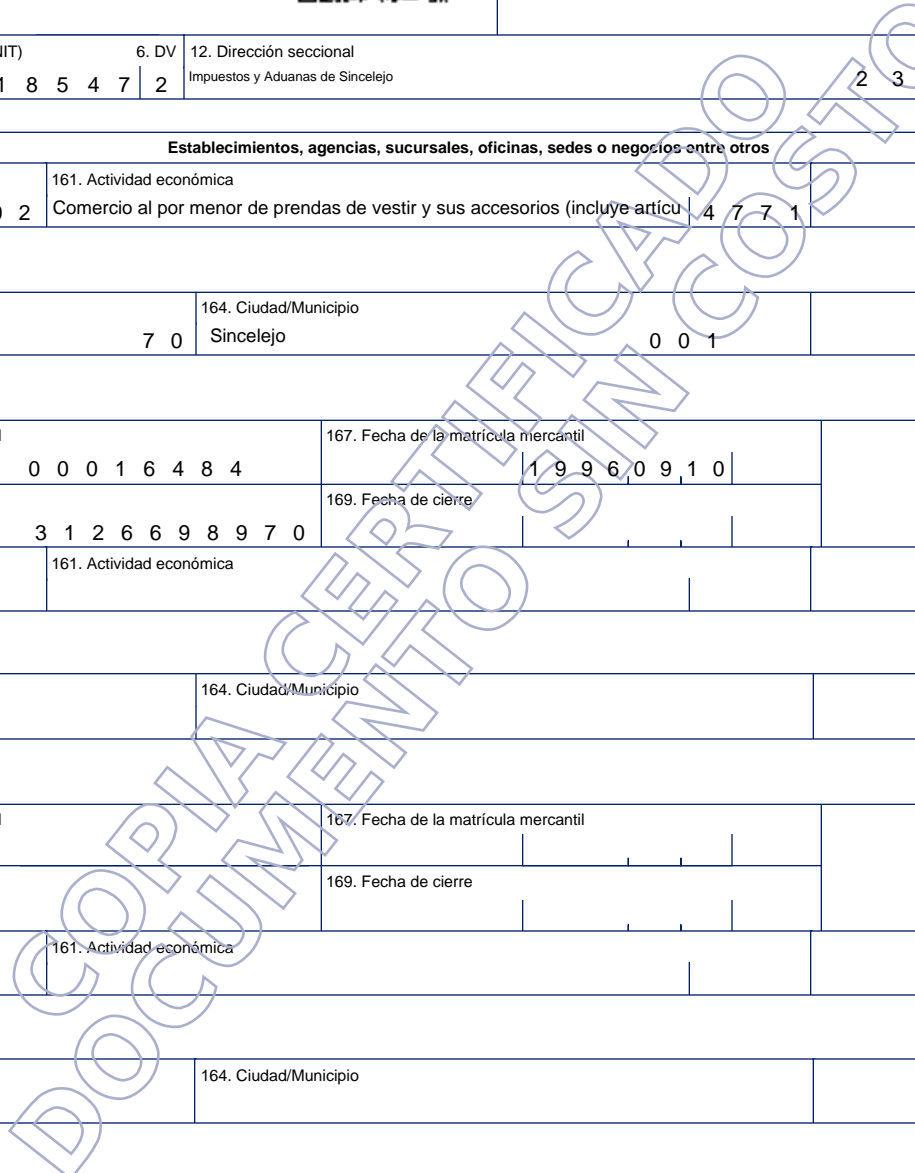 NIT) 6. DV 12. Dirección seccional
1 8 5 4 7 2 Impuestos y Aduanas de Sincelejo 2 3
Establecimientos, agencias, sucursales, oficinas, sedes o negocios entre otros
161. Actividad económica
0 2 Comercio al por menor de prendas de vestir y sus accesorios (incluye artícu 4 7 7 1
164. Ciudad/Municipio
7 0 Sincelejo 0 0 1
167. Fecha de la matrícula mercantil
0 0 0 1 6 4 8 4 1 9 9 6 0 9 1 0
169. Fecha de cierre
3 1 2 6 6 9 8 9 7 0
161. Actividad económica
164. Ciudad/Municipio
167. Fecha de la matrícula mercantil
169. Fecha de cierre
161. Actividad económica
164. Ciudad/Municipio
COPIA CERTIFICADO
DOCUMENTO SIN COSTO